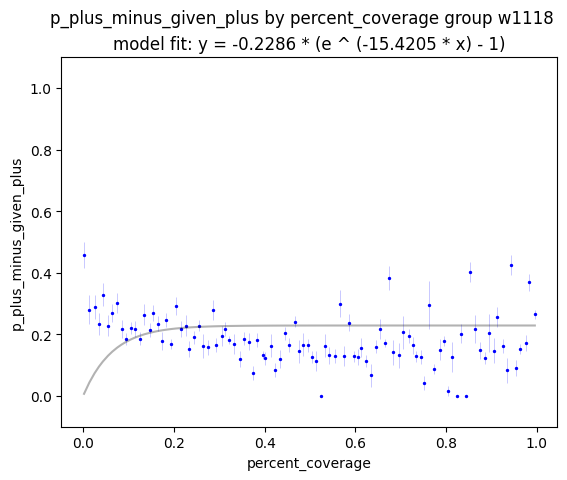 p_plus_minus_given_plus by percent_coverage group w1118
model fit: y = -0.2286 * (e ^ (-15.4205 * x) - 1)
1.0
0.8
0.6
0.4
0.2
0.0
p_plus_minus_given_plus
0.0 0.2 0.4 0.6 0.8 1.0
percent_coverage